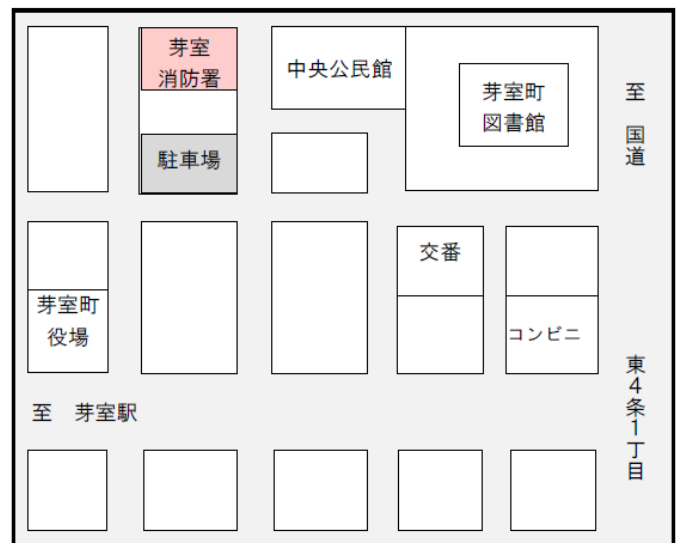 芽室
消防署
中央公民館
芽室町
図書館
至 国道
駐車場
交番
芽室町
役場
コンビニ
至 芽室駅
東4条1丁目